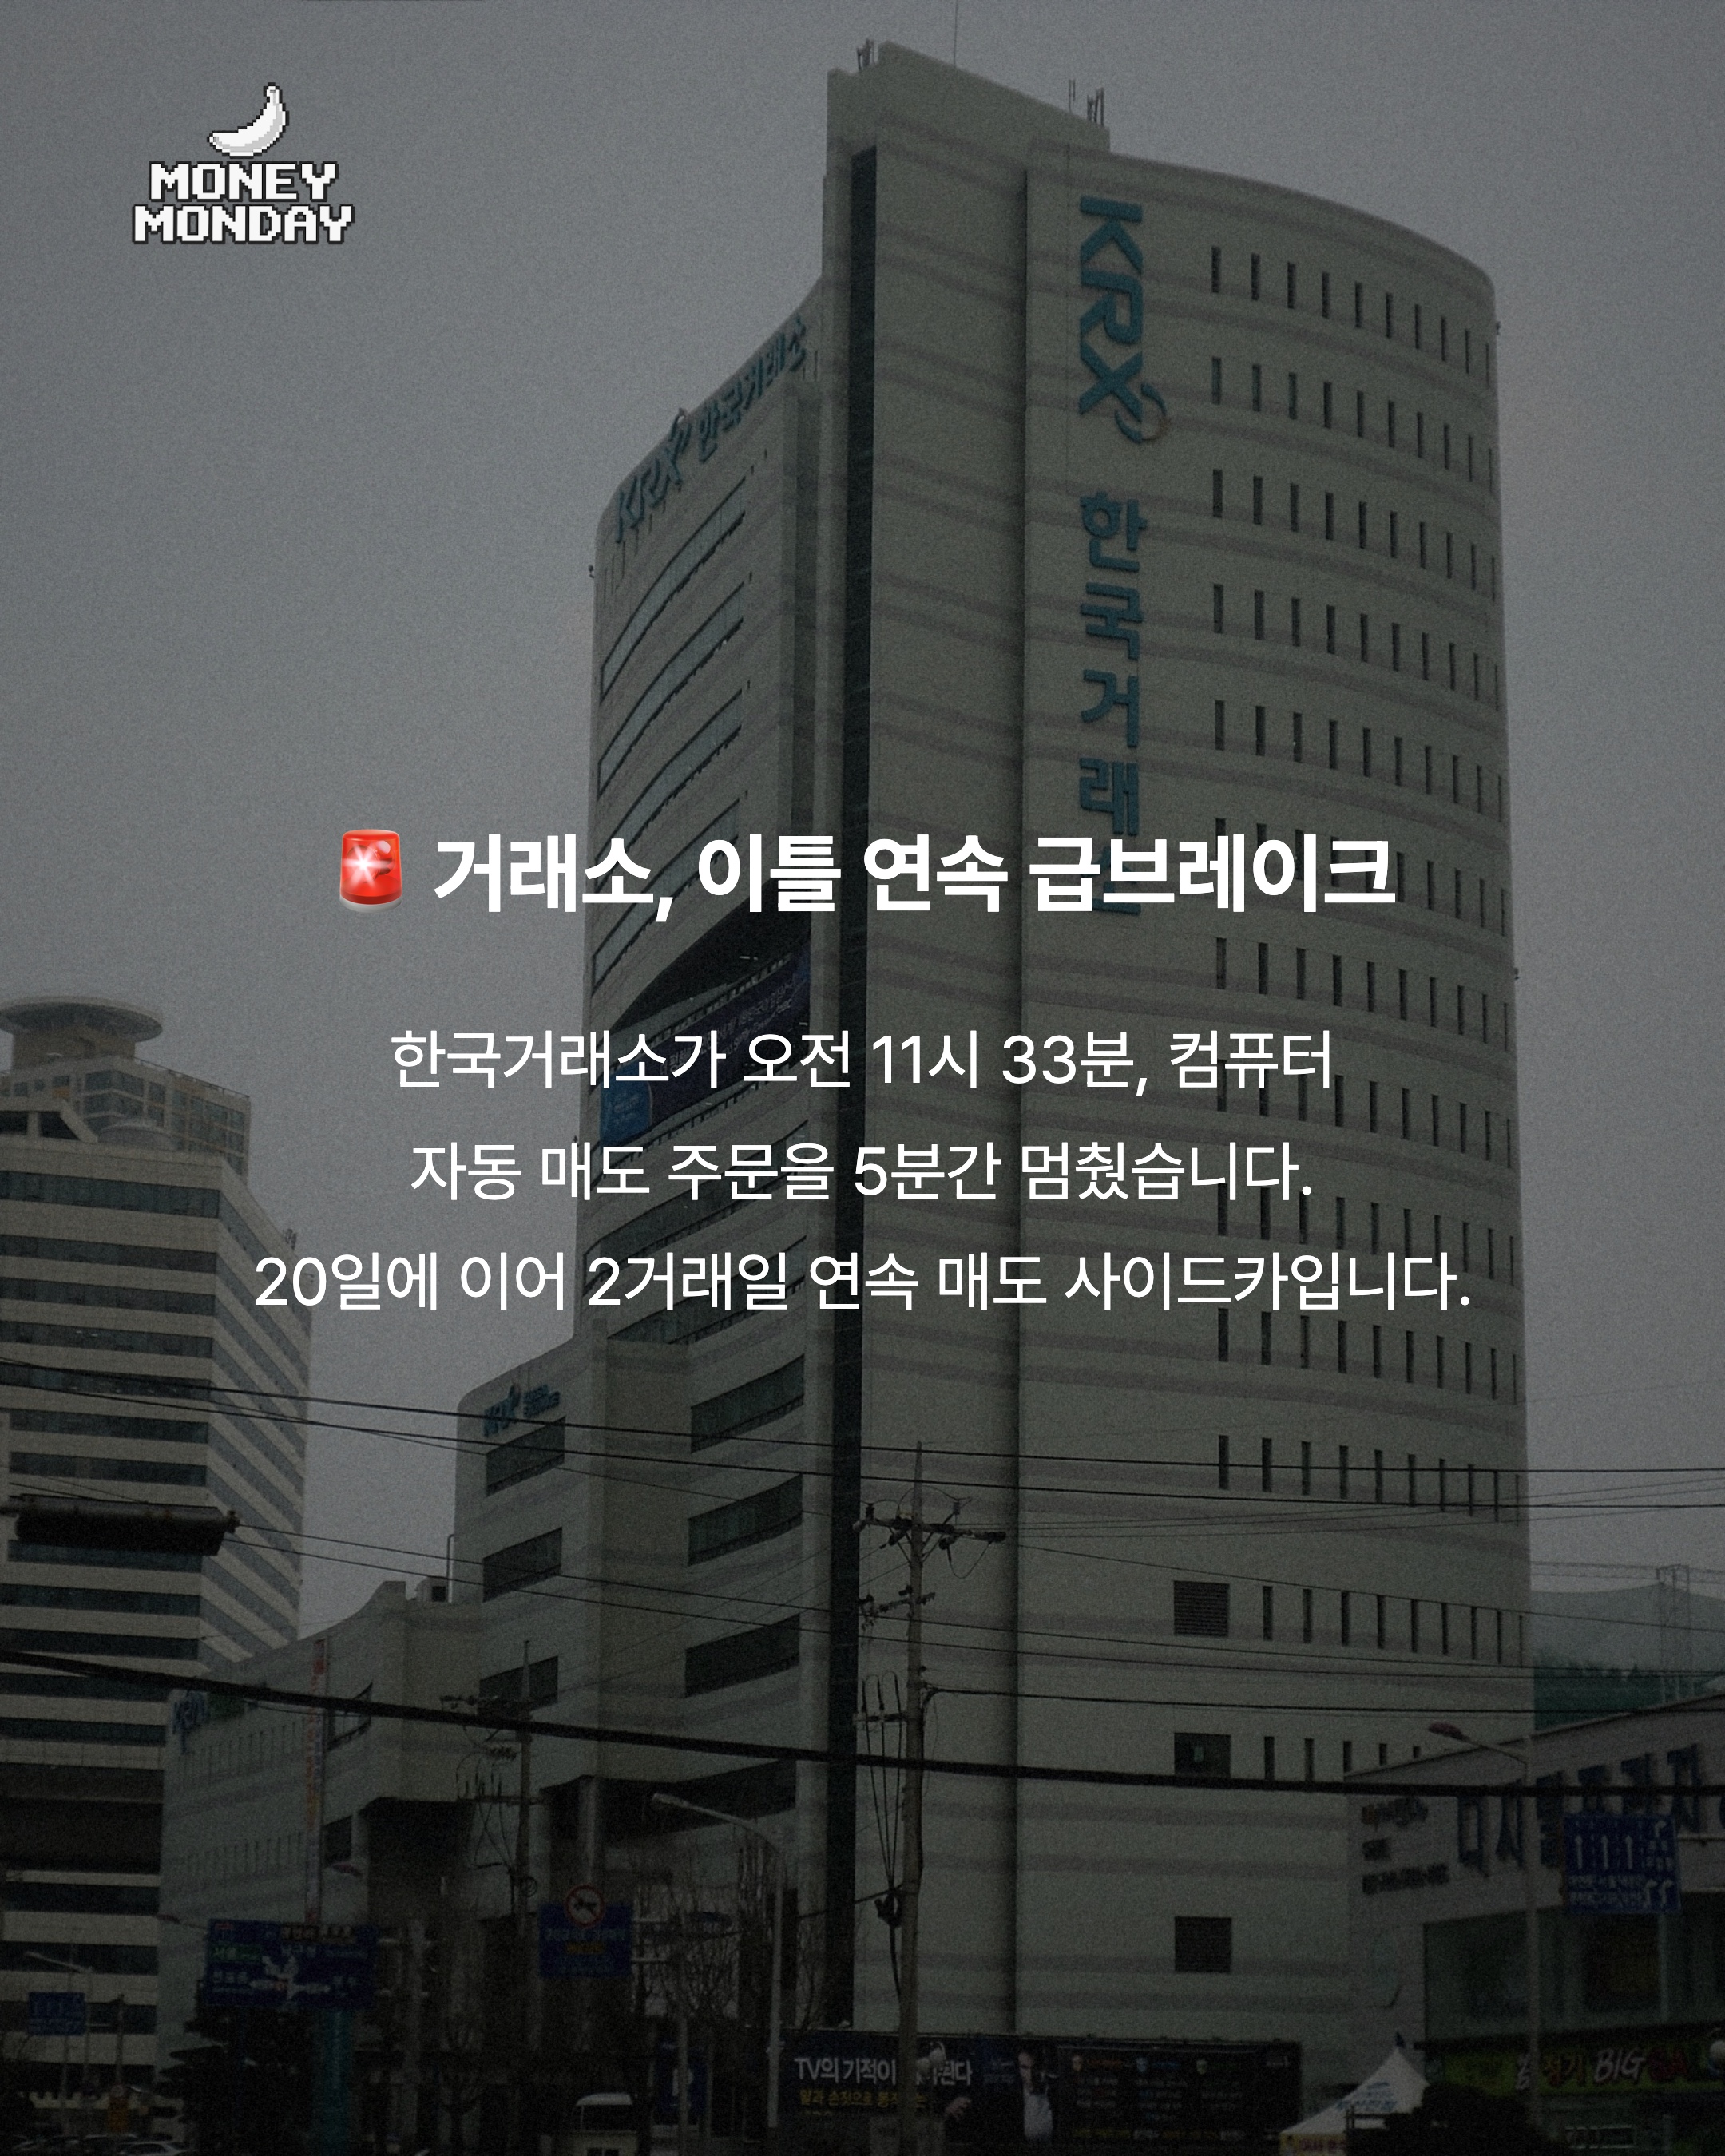 MONEY
MONDAY
KRX 한국거래소
KRX 한국거래소
🚨 거래소, 이틀 연속 급브레이크
한국거래소가 오전 11시 33분, 컴퓨터
자동 매도 주문을 5분간 멈췄습니다.
20일에 이어 2거래일 연속 매도 사이드카입니다.
KRX
TV의 기적이
BIG